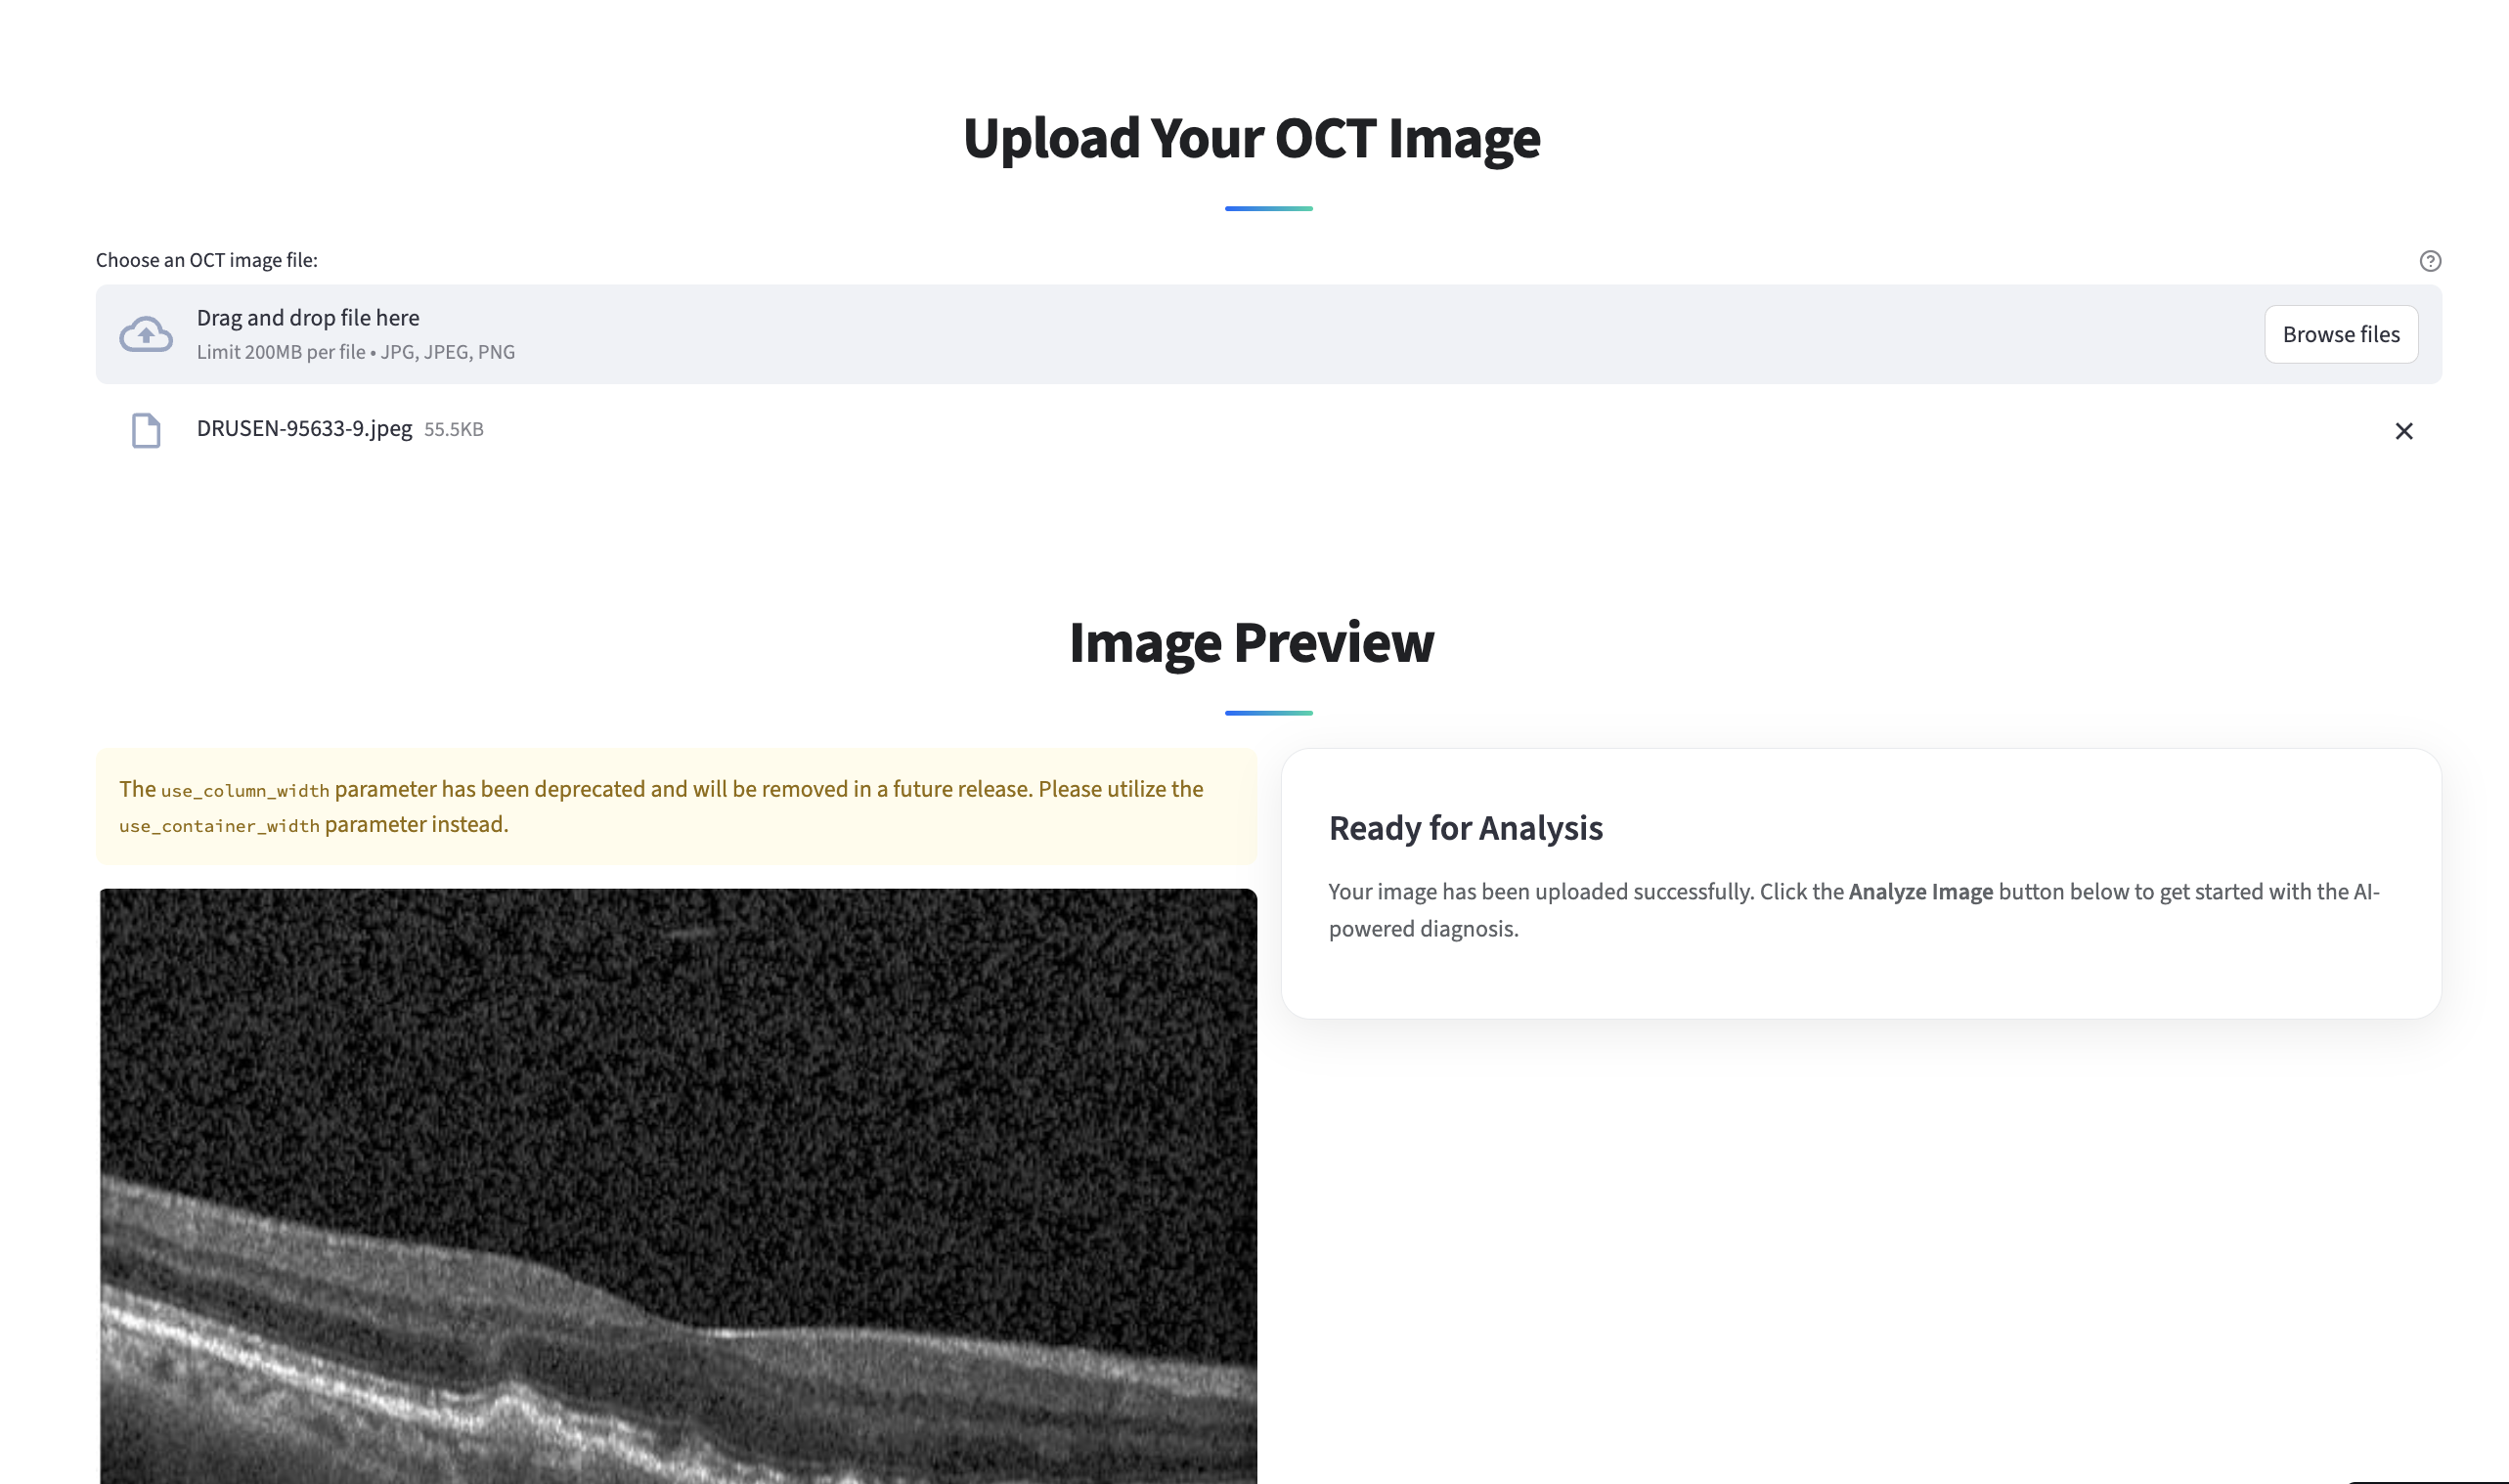 Upload Your OCT Image
Choose an OCT image file:
Drag and drop file here
Limit 200MB per file • JPG, JPEG, PNG
Browse files
DRUSEN-95633-9.jpeg 55.5KB
Image Preview
The use_column_width parameter has been deprecated and will be removed in a future release. Please utilize the
use_container_width parameter instead.
Ready for Analysis
Your image has been uploaded successfully. Click the Analyze Image button below to get started with the AI-
powered diagnosis.